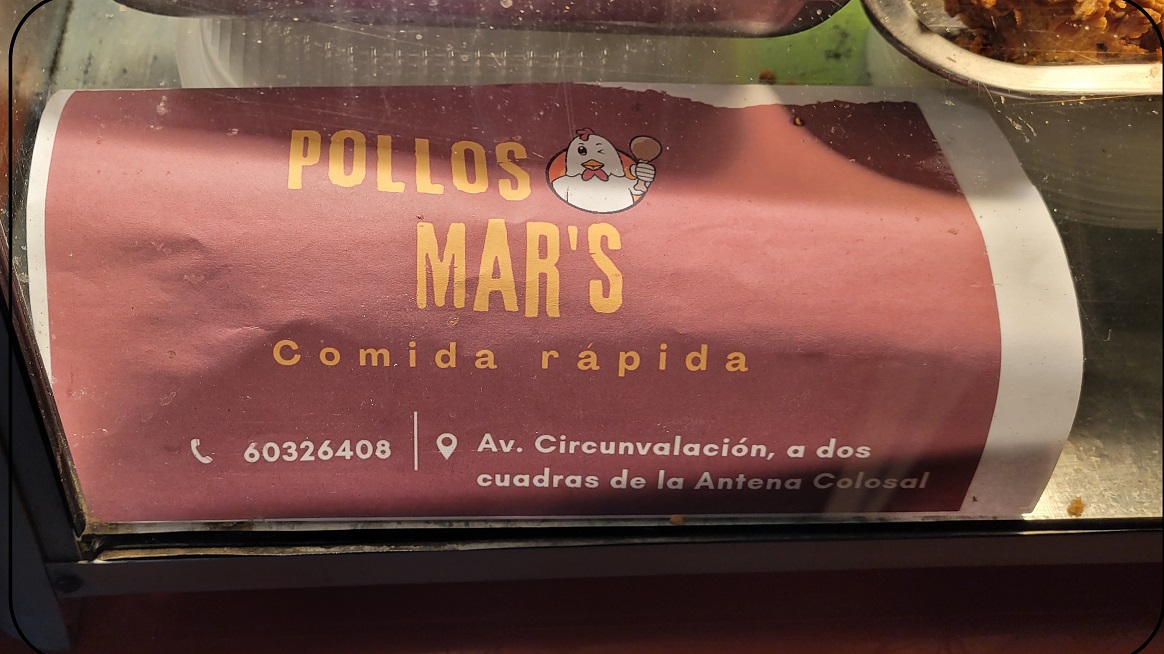 POLLOS
MAR'S
Comida rápida
60326408
Av. Circunvalación, a dos
cuadras de la Antena Colosal